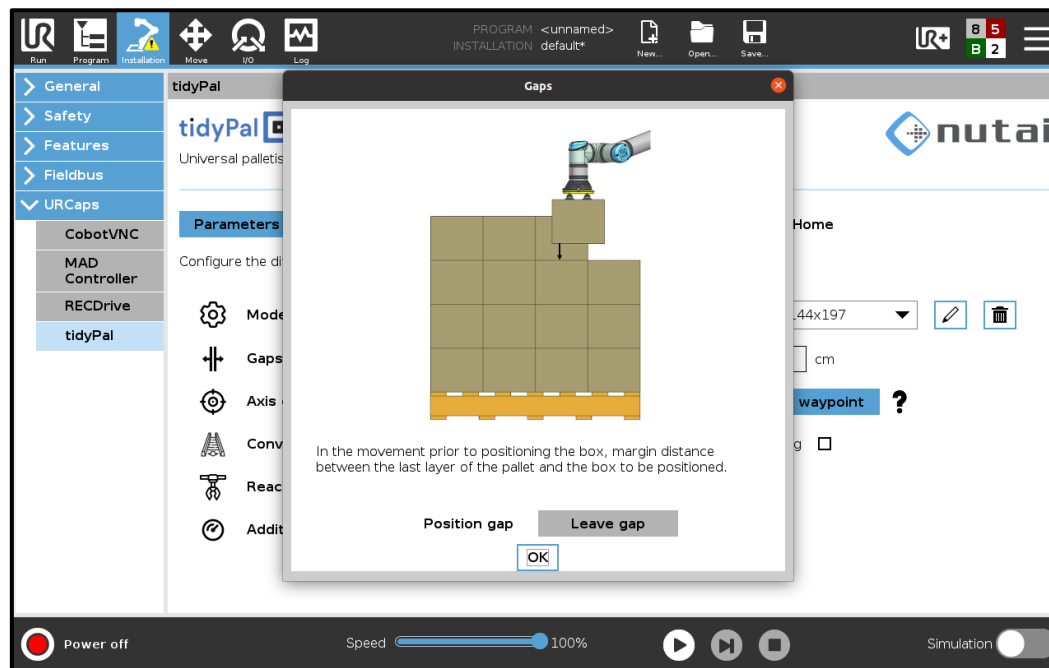 PROGRAM <unnamed>
INSTALLATION default*
Run Program Installation Move I/O Log New... Open... Save...
UR+
8 5
B 2
General
Safety
Features
Fieldbus
URCaps
CobotVNC
MAD
Controller
RECDrive
tidyPal
tidyPal
tidyPal
nutai
Universal palletis
Parameters
Home
Configure the di
Mode
44x197
Gaps
cm
Axis
waypoint ?
Conv
g
Reac
Addit
Gaps
In the movement prior to positioning the box, margin distance
between the last layer of the pallet and the box to be positioned.
Position gap Leave gap
OK
Power off
Speed 100%
Simulation